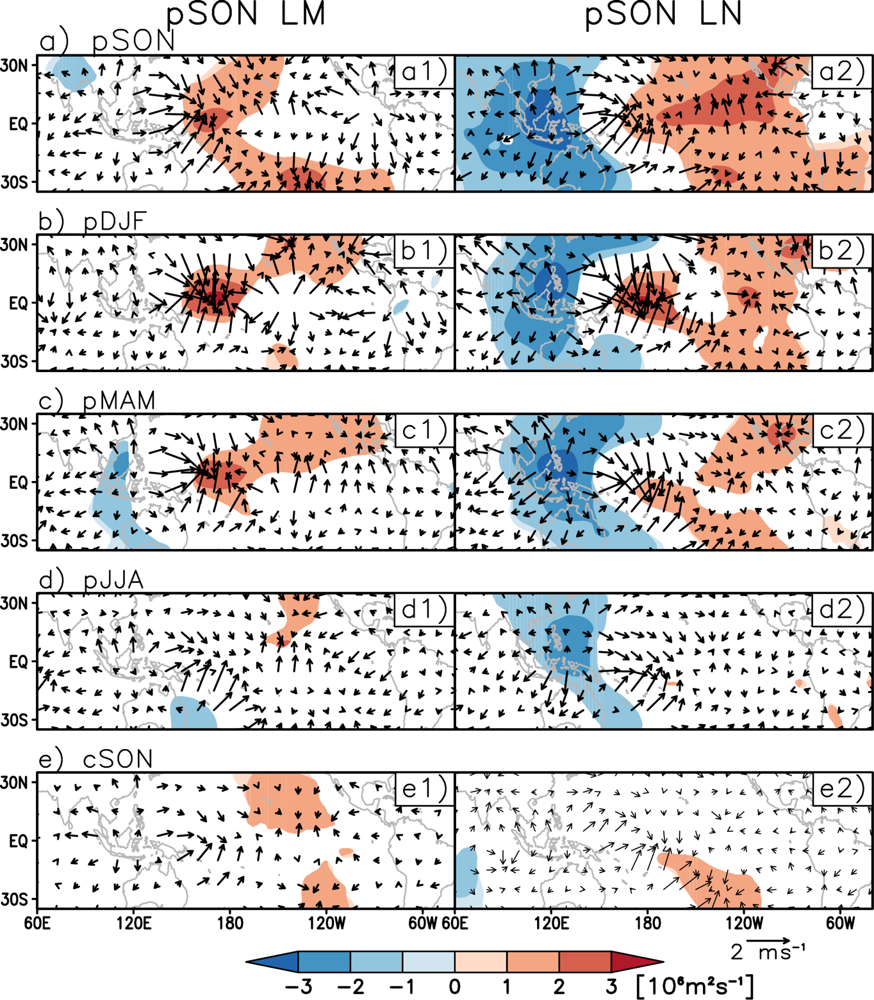 pSON LM pSON LN
a) pSON
30N
EQ
30S
a1)
a2)
b) pDJF
30N
EQ
30S
b1)
b2)
c) pMAM
30N
EQ
30S
c1)
c2)
d) pJJA
30N
EQ
30S
d1)
d2)
e) cSON
30N
EQ
30S
e1)
e2)
60E 120E 180 120W 60W 60E 120E 180 120W 60W
2 ms⁻¹
−3 −2 −1 0 1 2 3 [10⁶m²s⁻¹]